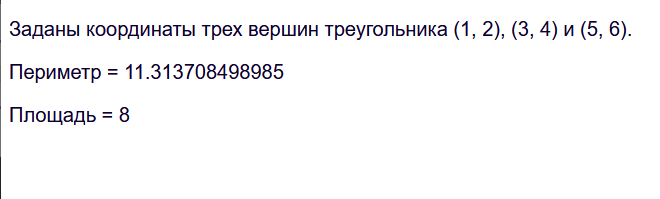 Заданы координаты трех вершин треугольника (1, 2), (3, 4) и (5, 6).
Периметр = 11.313708498985
Площадь = 8